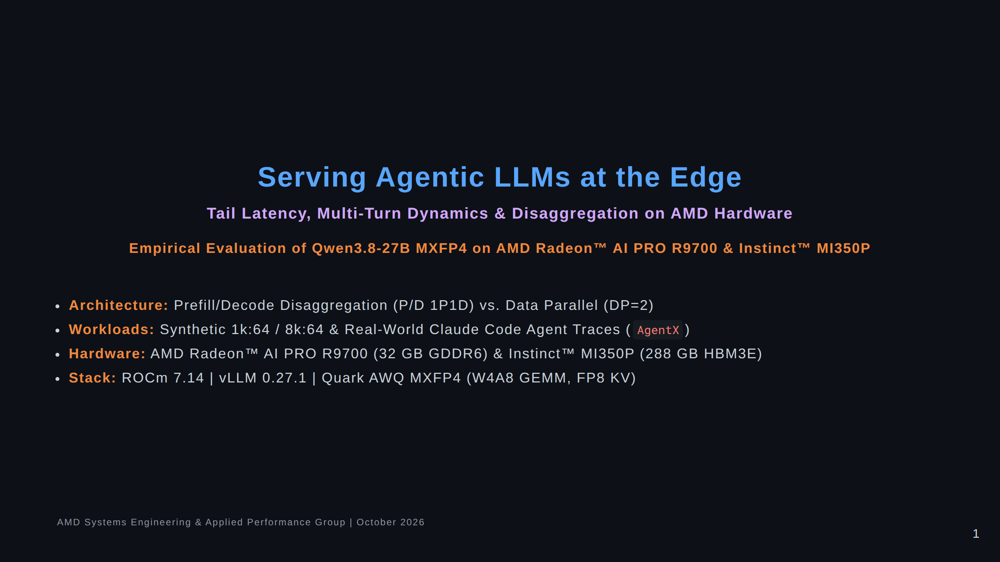 Serving Agentic LLMs at the Edge
Tail Latency, Multi-Turn Dynamics & Disaggregation on AMD Hardware
Empirical Evaluation of Qwen3.8-27B MXFP4 on AMD Radeon™ AI PRO R9700 & Instinct™ MI350P
• Architecture: Prefill/Decode Disaggregation (P/D 1P1D) vs. Data Parallel (DP=2)
• Workloads: Synthetic 1k:64 / 8k:64 & Real-World Claude Code Agent Traces (AgentX)
• Hardware: AMD Radeon™ AI PRO R9700 (32 GB GDDR6) & Instinct™ MI350P (288 GB HBM3E)
• Stack: ROCm 7.14 | vLLM 0.27.1 | Quark AWQ MXFP4 (W4A8 GEMM, FP8 KV)
AMD Systems Engineering & Applied Performance Group | October 2026
1